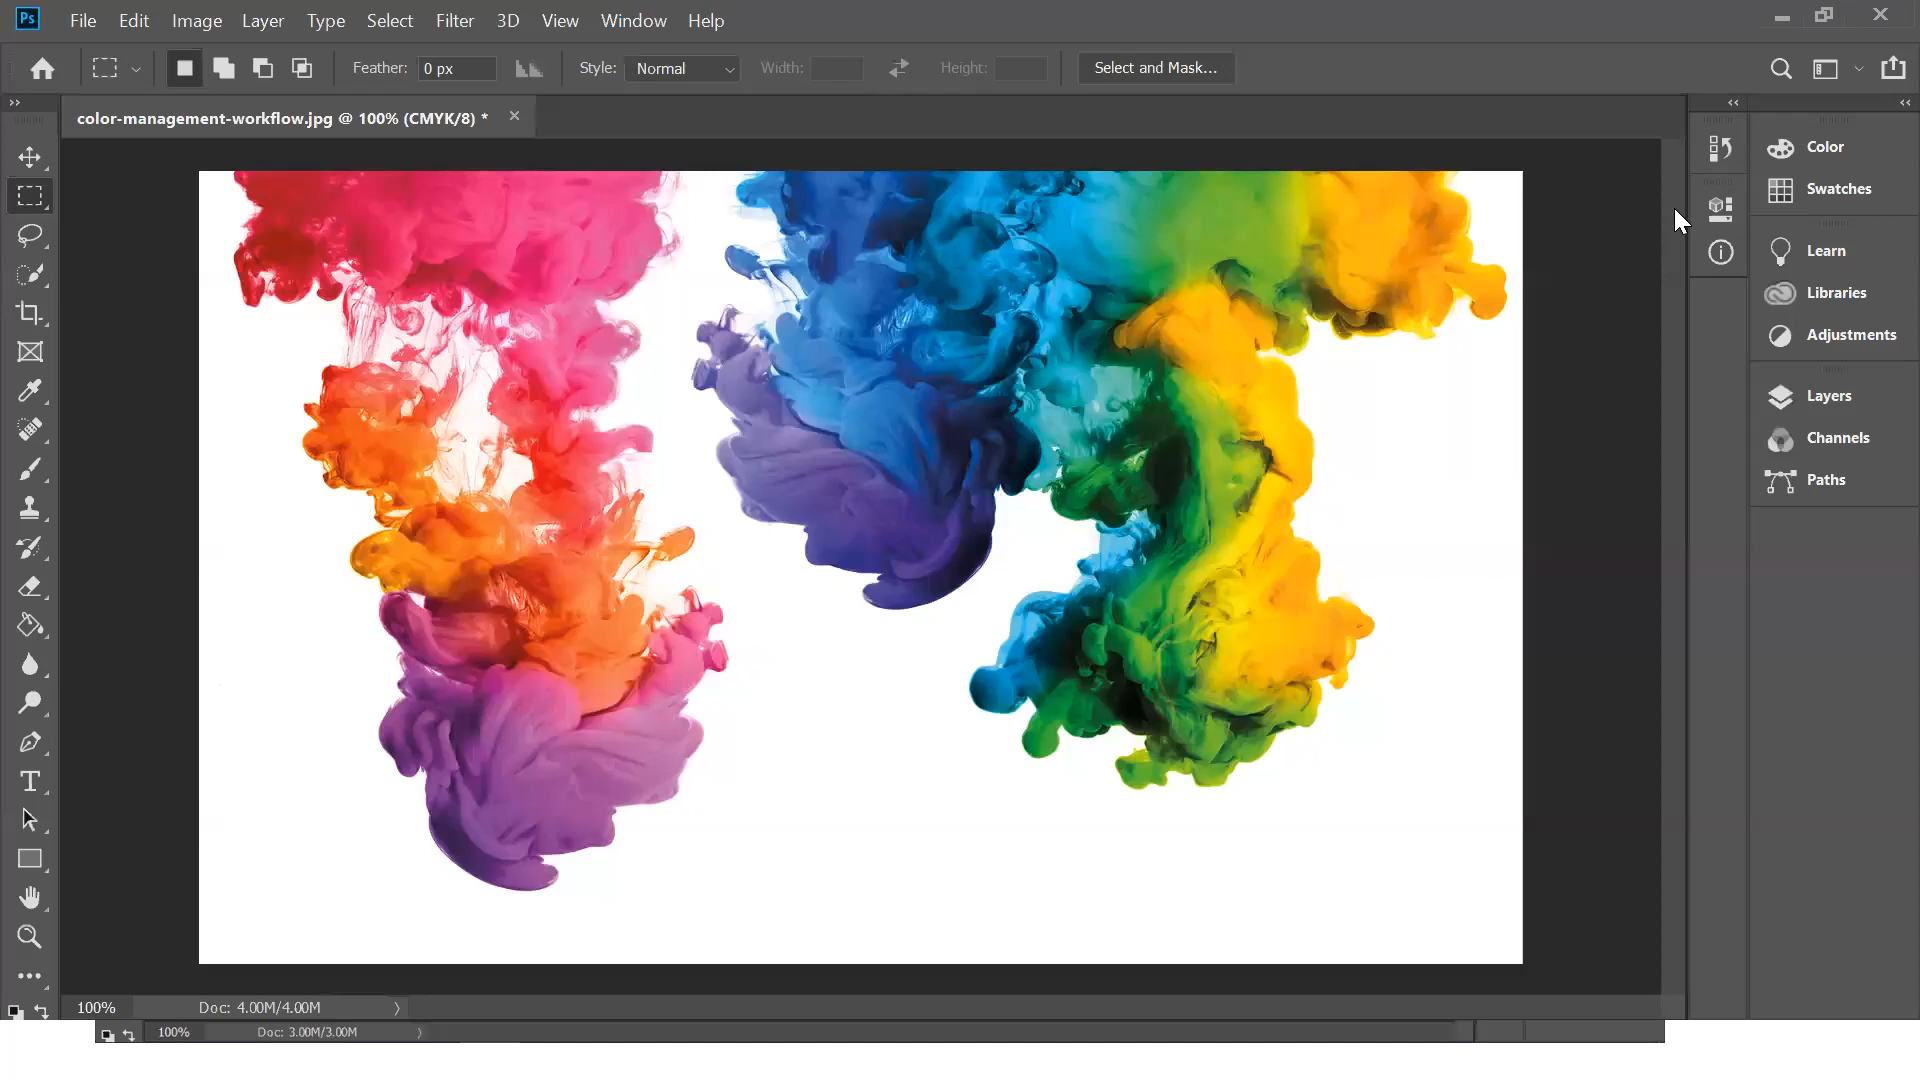 Ps File Edit Image Layer Type Select Filter 3D View Window Help
Feather: 0 px Style: Normal Width: Height: Select and Mask...
color-management-workflow.jpg @ 100% (CMYK/8) *
Color
Swatches
Learn
Libraries
Adjustments
Layers
Channels
Paths
100% Doc: 4.00M/4.00M
100% Doc: 3.00M/3.00M